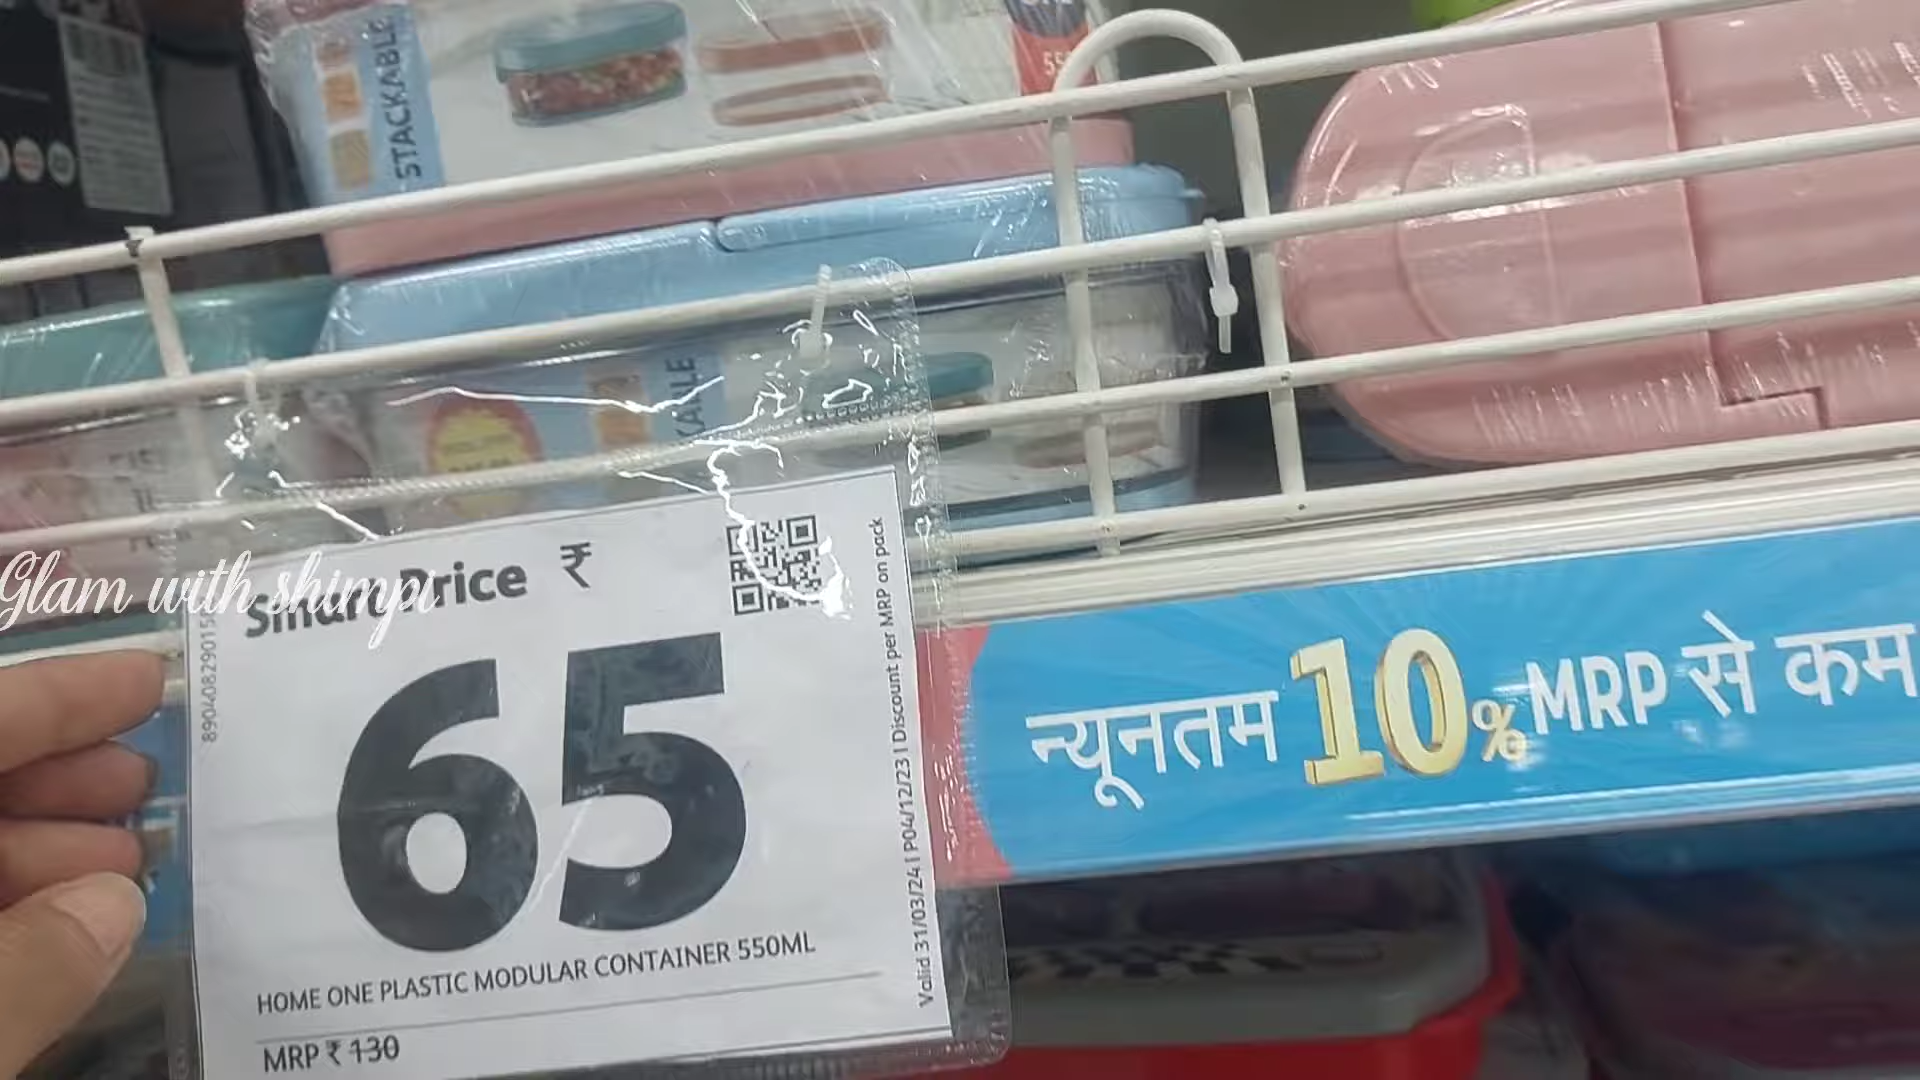 STACKABLE
Glam with shimpi
Smart Price ₹
65
HOME ONE PLASTIC MODULAR CONTAINER 550ML
MRP ₹ 130
Valid 31/03/24 | P04/12/23 | Discount per MRP on pack
न्यूनतम 10% MRP से कम